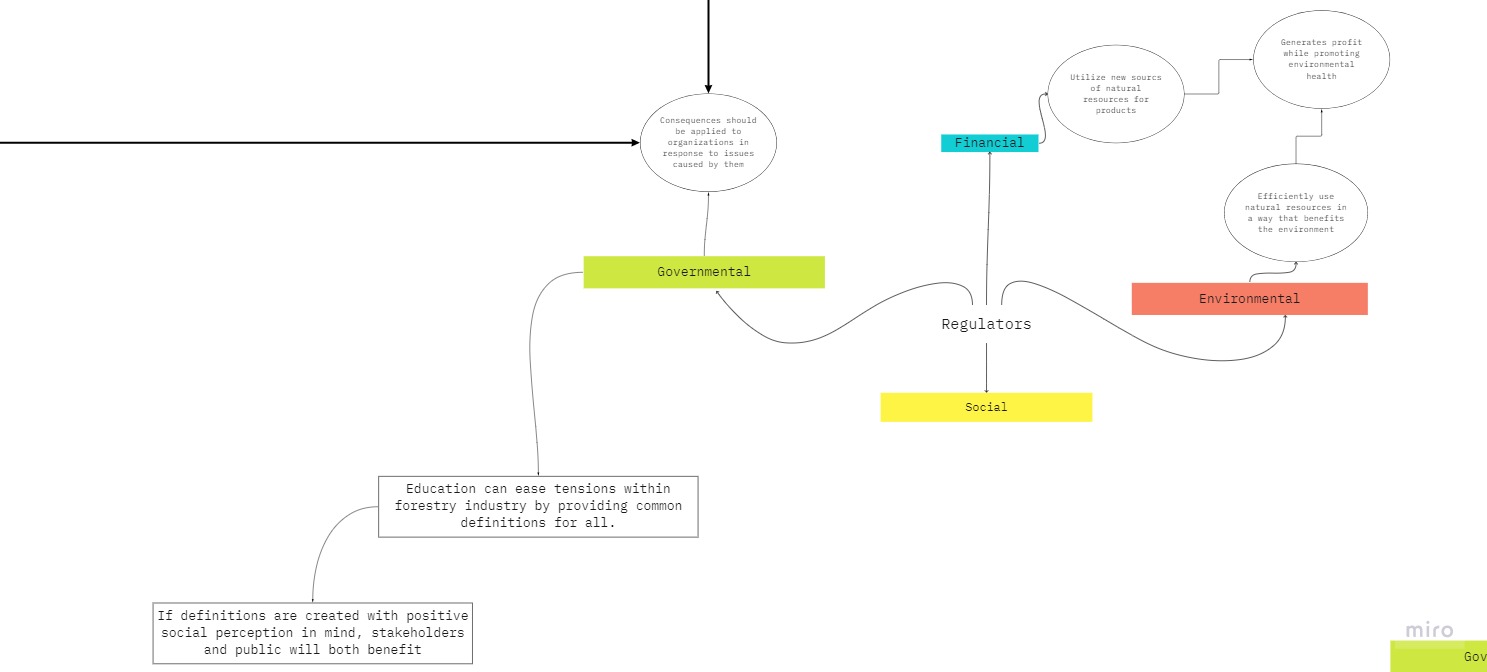 Generates profit
while promoting
environmental
health
Utilize new sourcs
of natural
resources for
products
Consequences should
be applied to
organizations in
response to issues
caused by them
Financial
Efficiently use
natural resources in
a way that benefits
the environment
Governmental
Environmental
Regulators
Social
Education can ease tensions within
forestry industry by providing common
definitions for all.
If definitions are created with positive
social perception in mind, stakeholders
and public will both benefit
miro
Gov